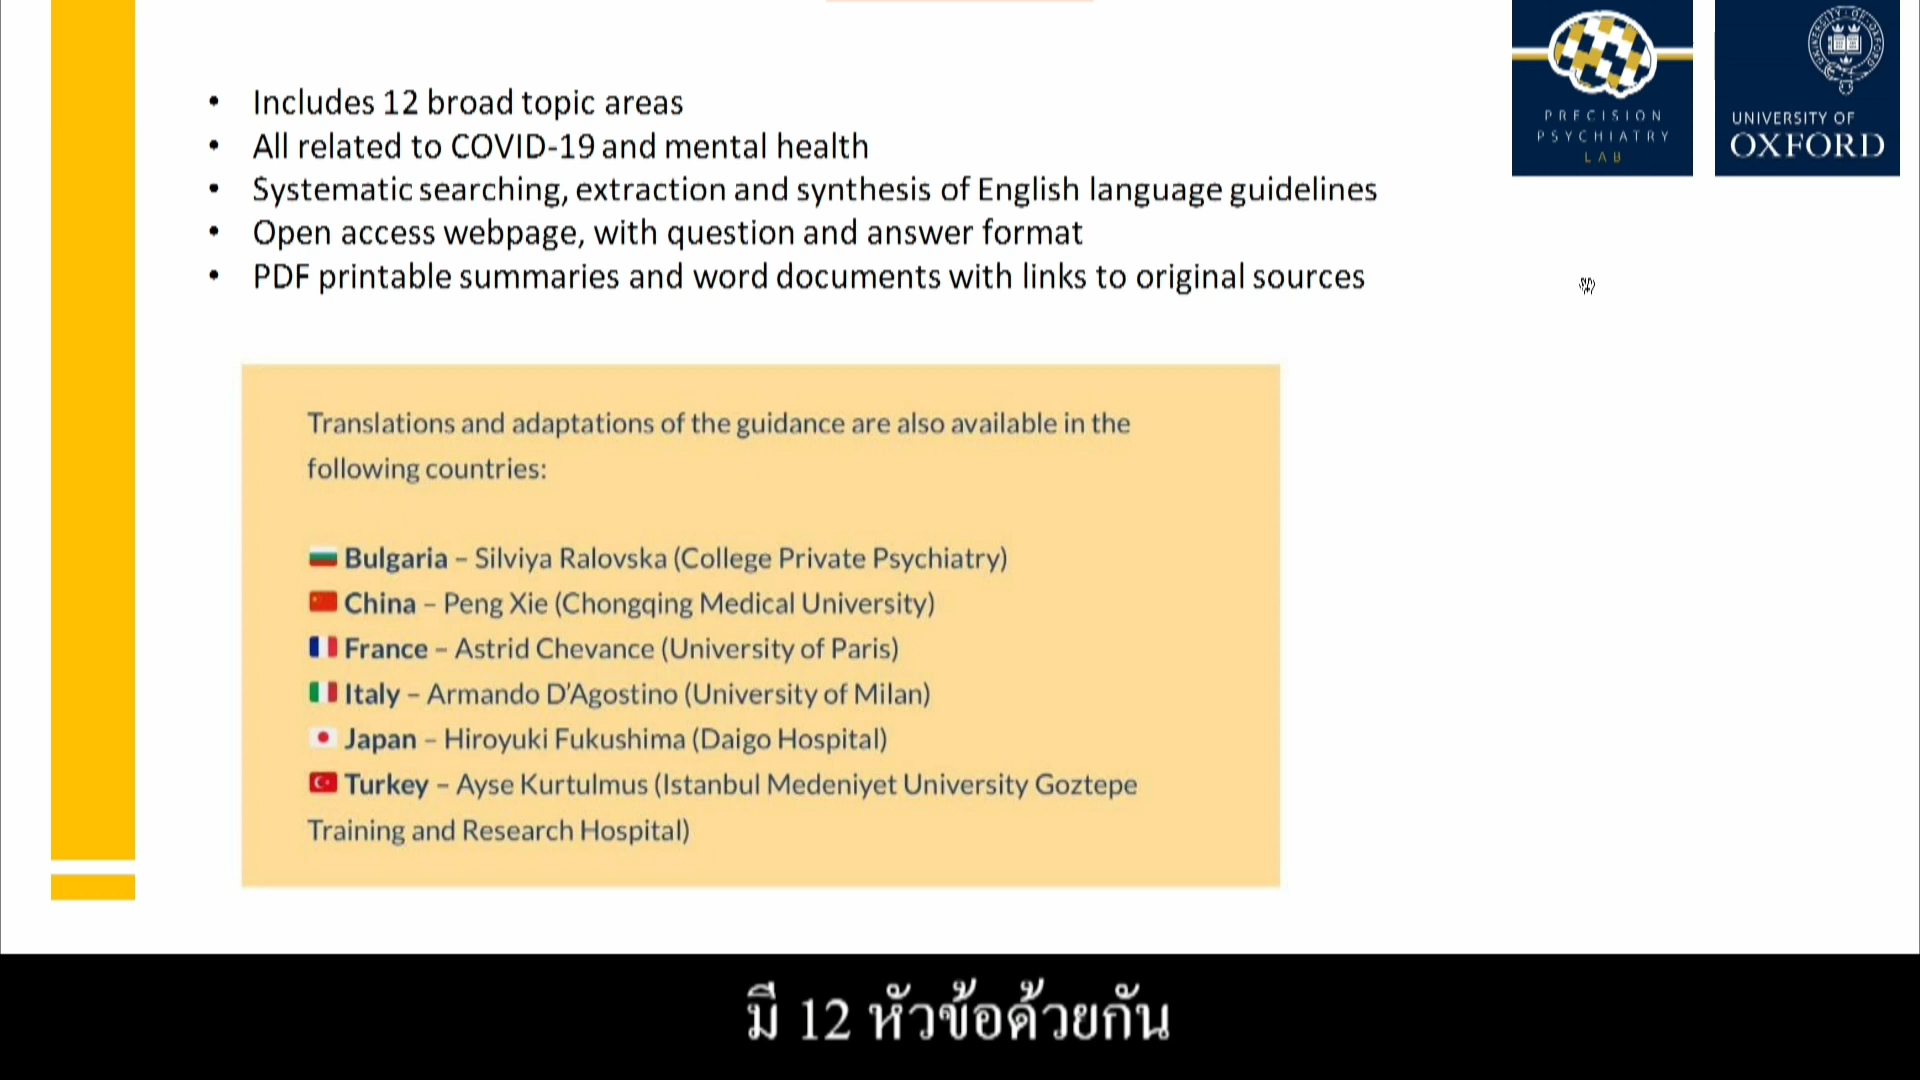 • Includes 12 broad topic areas
• All related to COVID-19 and mental health
• Systematic searching, extraction and synthesis of English language guidelines
• Open access webpage, with question and answer format
• PDF printable summaries and word documents with links to original sources
PRECISION
PSYCHIATRY
LAB
UNIVERSITY OF
OXFORD
Translations and adaptations of the guidance are also available in the
following countries:
Bulgaria – Silviya Ralovska (College Private Psychiatry)
China – Peng Xie (Chongqing Medical University)
France – Astrid Chevance (University of Paris)
Italy – Armando D'Agostino (University of Milan)
Japan – Hiroyuki Fukushima (Daigo Hospital)
Turkey – Ayse Kurtulmus (Istanbul Medeniyet University Goztepe
Training and Research Hospital)
มี 12 หัวข้อด้วยกัน